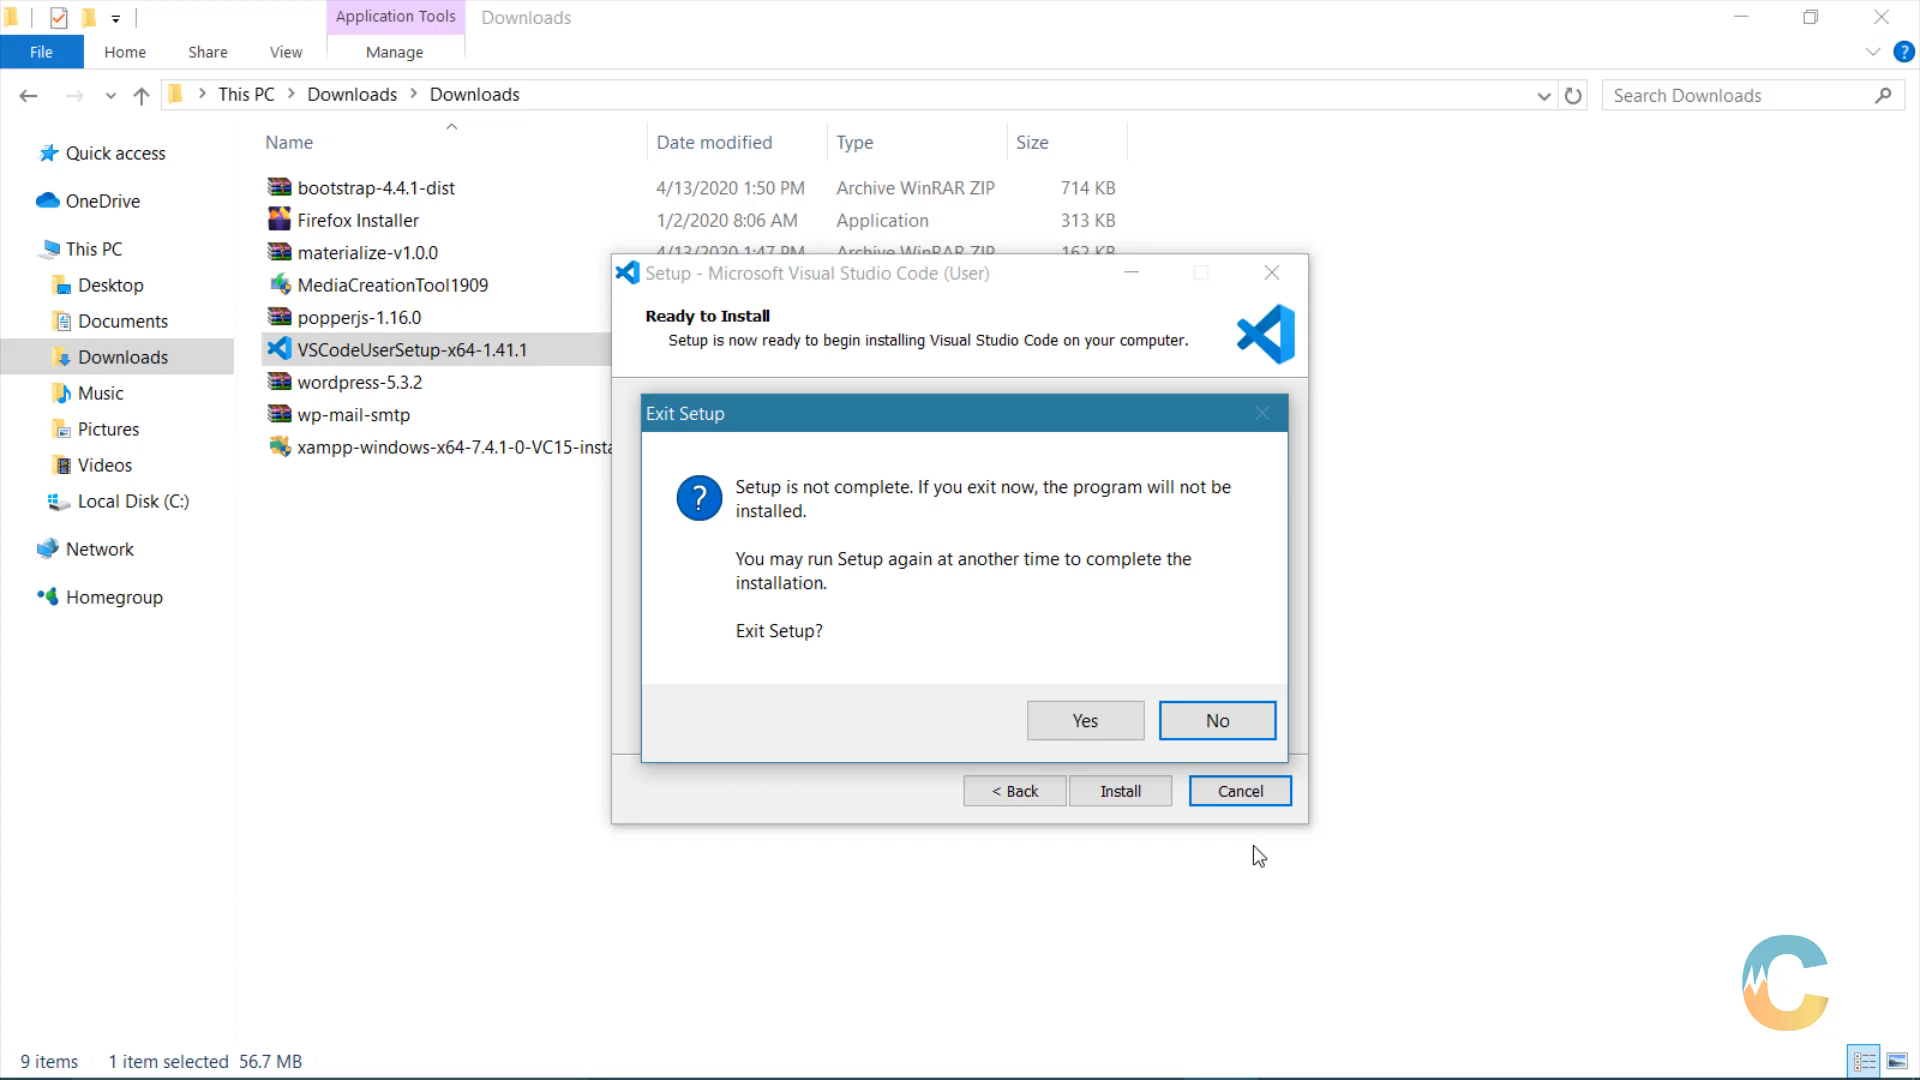 Application Tools
Downloads
File
Home
Share
View
Manage
?
This PC
Downloads
Downloads
Search Downloads
Name
Date modified
Type
Size
Quick access
OneDrive
This PC
Desktop
Documents
Downloads
Music
Pictures
Videos
Local Disk (C:)
Network
Homegroup
bootstrap-4.4.1-dist 4/13/2020 1:50 PM Archive WinRAR ZIP 714 KB
Firefox Installer 1/2/2020 8:06 AM Application 313 KB
materialize-v1.0.0 4/13/2020 1:47 PM Archive WinRAR ZIP 162 KB
MediaCreationTool1909
popperjs-1.16.0
VSCodeUserSetup-x64-1.41.1
wordpress-5.3.2
wp-mail-smtp
xampp-windows-x64-7.4.1-0-VC15-insta
Setup - Microsoft Visual Studio Code (User)
Ready to Install
Setup is now ready to begin installing Visual Studio Code on your computer.
Exit Setup
?
Setup is not complete. If you exit now, the program will not be
installed.
You may run Setup again at another time to complete the
installation.
Exit Setup?
Yes
No
< Back
Install
Cancel
C
9 items
1 item selected 56.7 MB